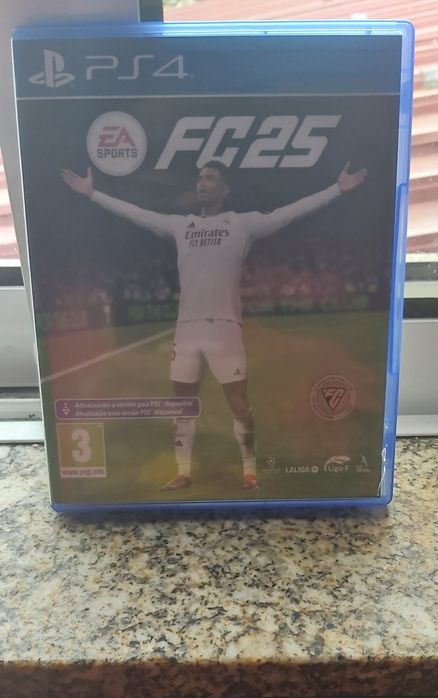 PS4
EA
SPORTS
FC25
Emirates
FLY BETTER
Actualización a versión para PS5 disponible
Atualização para versão PS5 disponível
3
www.pegi.info
LALIGA
Liga F